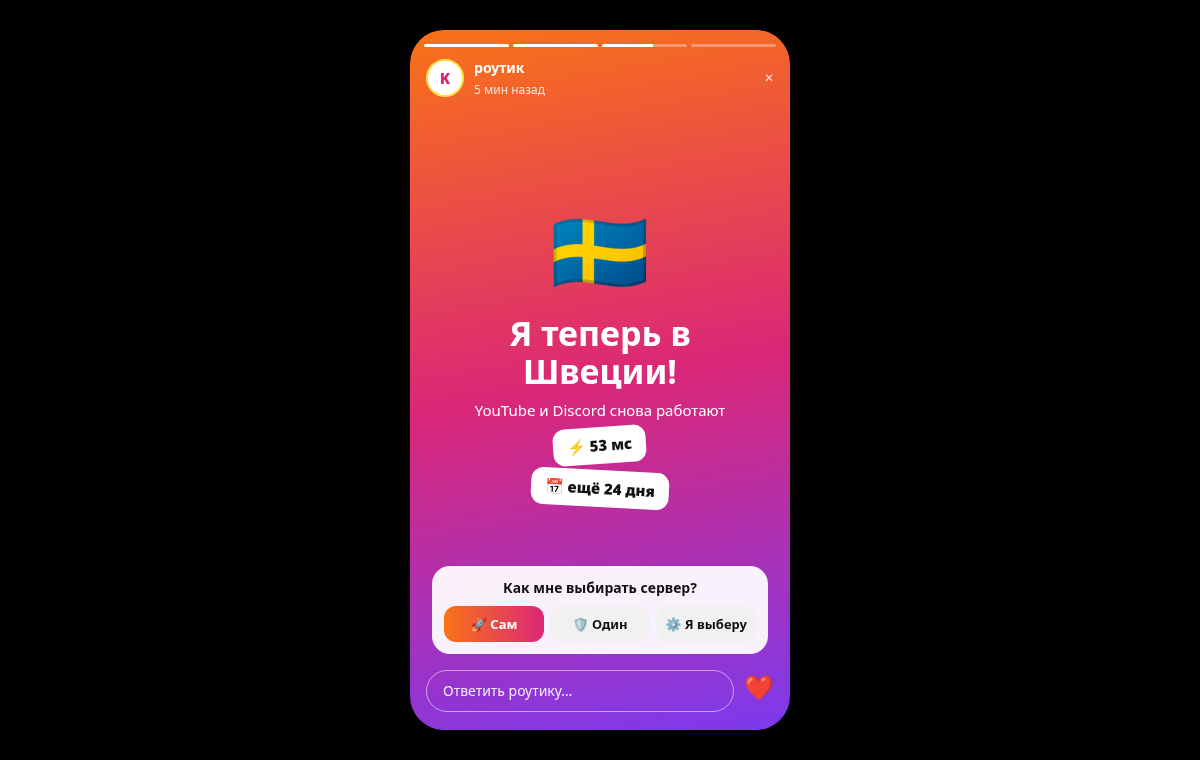 K
роутик
5 мин назад
×
Я теперь в
Швеции!
YouTube и Discord снова работают
⚡ 53 мс
📅 ещё 24 дня
Как мне выбирать сервер?
🚀 Сам
🛡️ Один
⚙️ Я выберу
Ответить роутику...